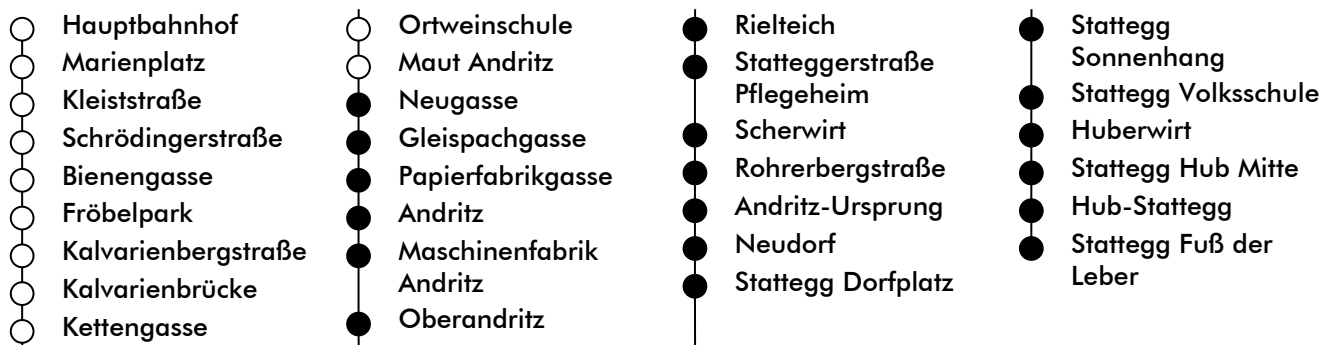 Hauptbahnhof
Marienplatz
Kleiststraße
Schrödingerstraße
Bienengasse
Fröbelpark
Kalvarienbergstraße
Kalvarienbrücke
Kettengasse
Ortweinschule
Maut Andritz
Neugasse
Gleispachgasse
Papierfabrikgasse
Andritz
Maschinenfabrik
Andritz
Oberandritz
Rielteich
Statteggerstraße
Pflegeheim
Scherwirt
Rohrerbergstraße
Andritz-Ursprung
Neudorf
Stattegg Dorfplatz
Stattegg
Sonnenhang
Stattegg Volksschule
Huberwirt
Stattegg Hub Mitte
Hub-Stattegg
Stattegg Fuß der
Leber